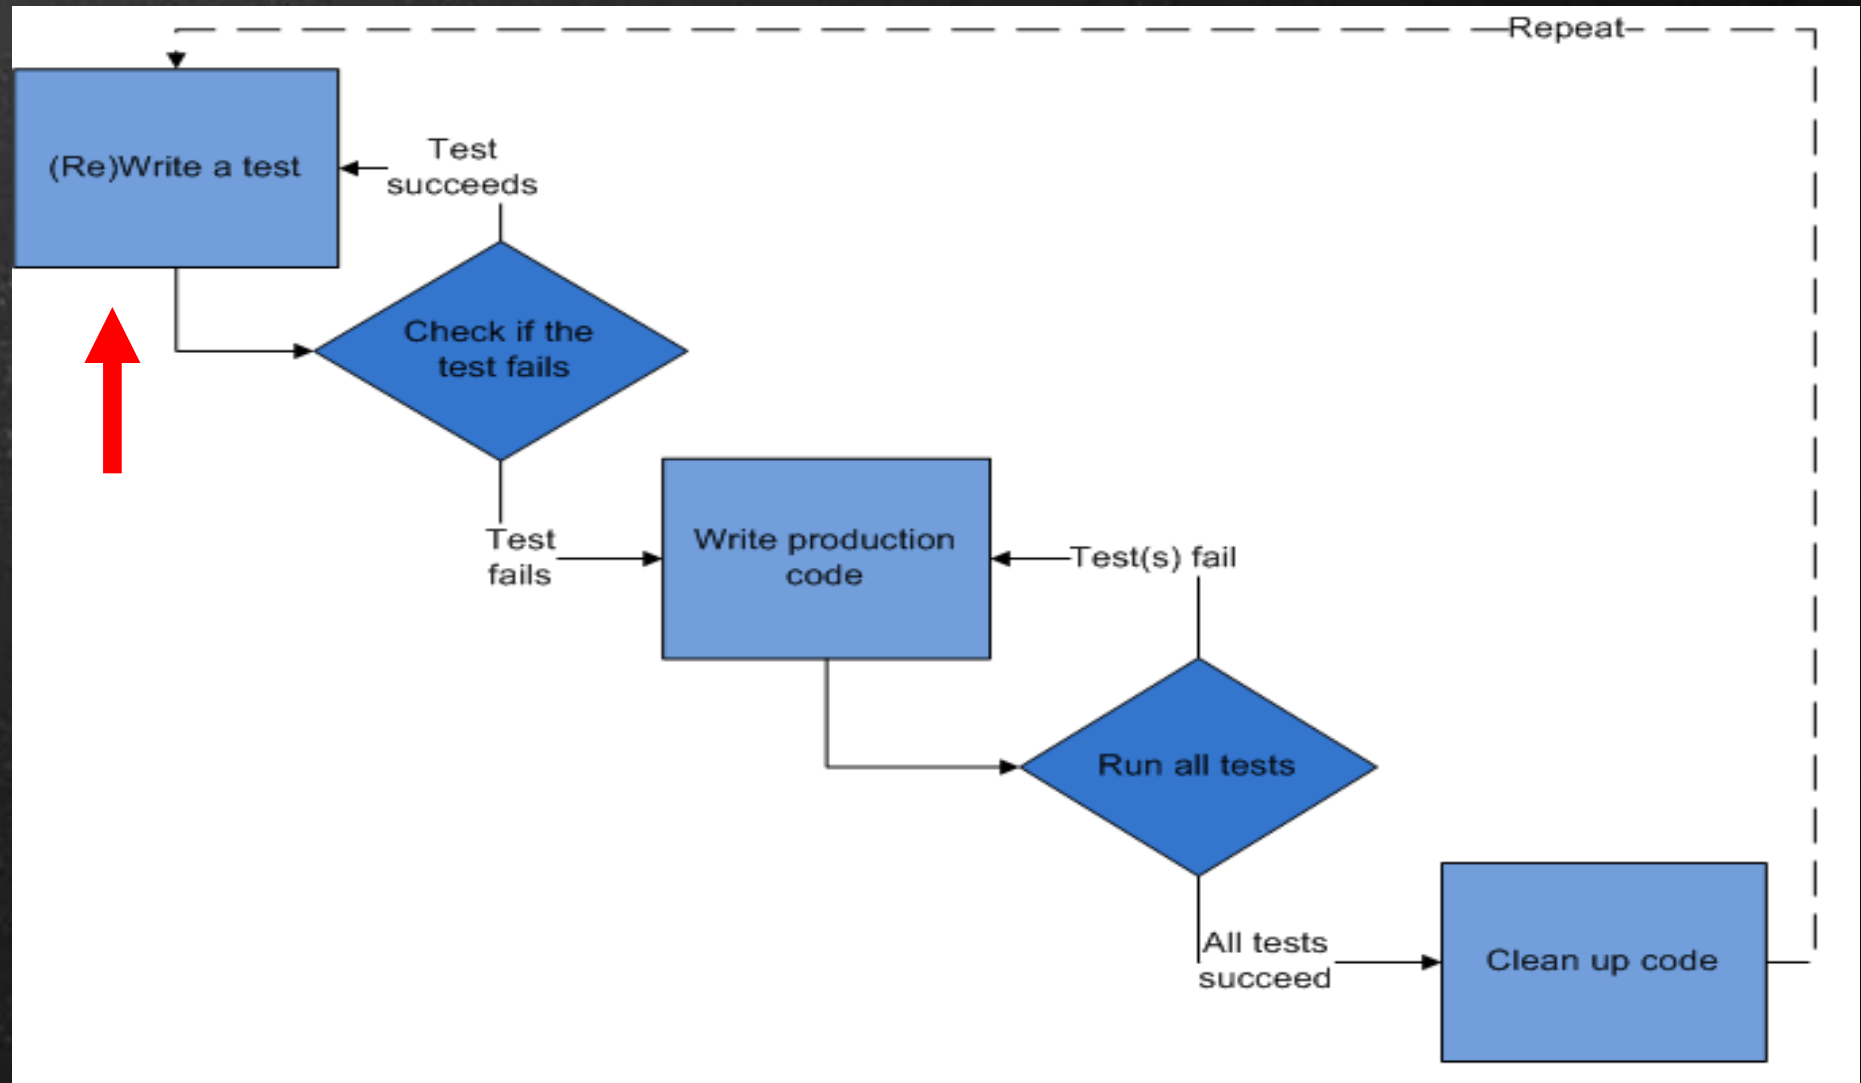 Repeat
(Re)Write a test
Test
succeeds
Check if the
test fails
Test
fails
Write production
code
Test(s) fail
Run all tests
All tests
succeed
Clean up code